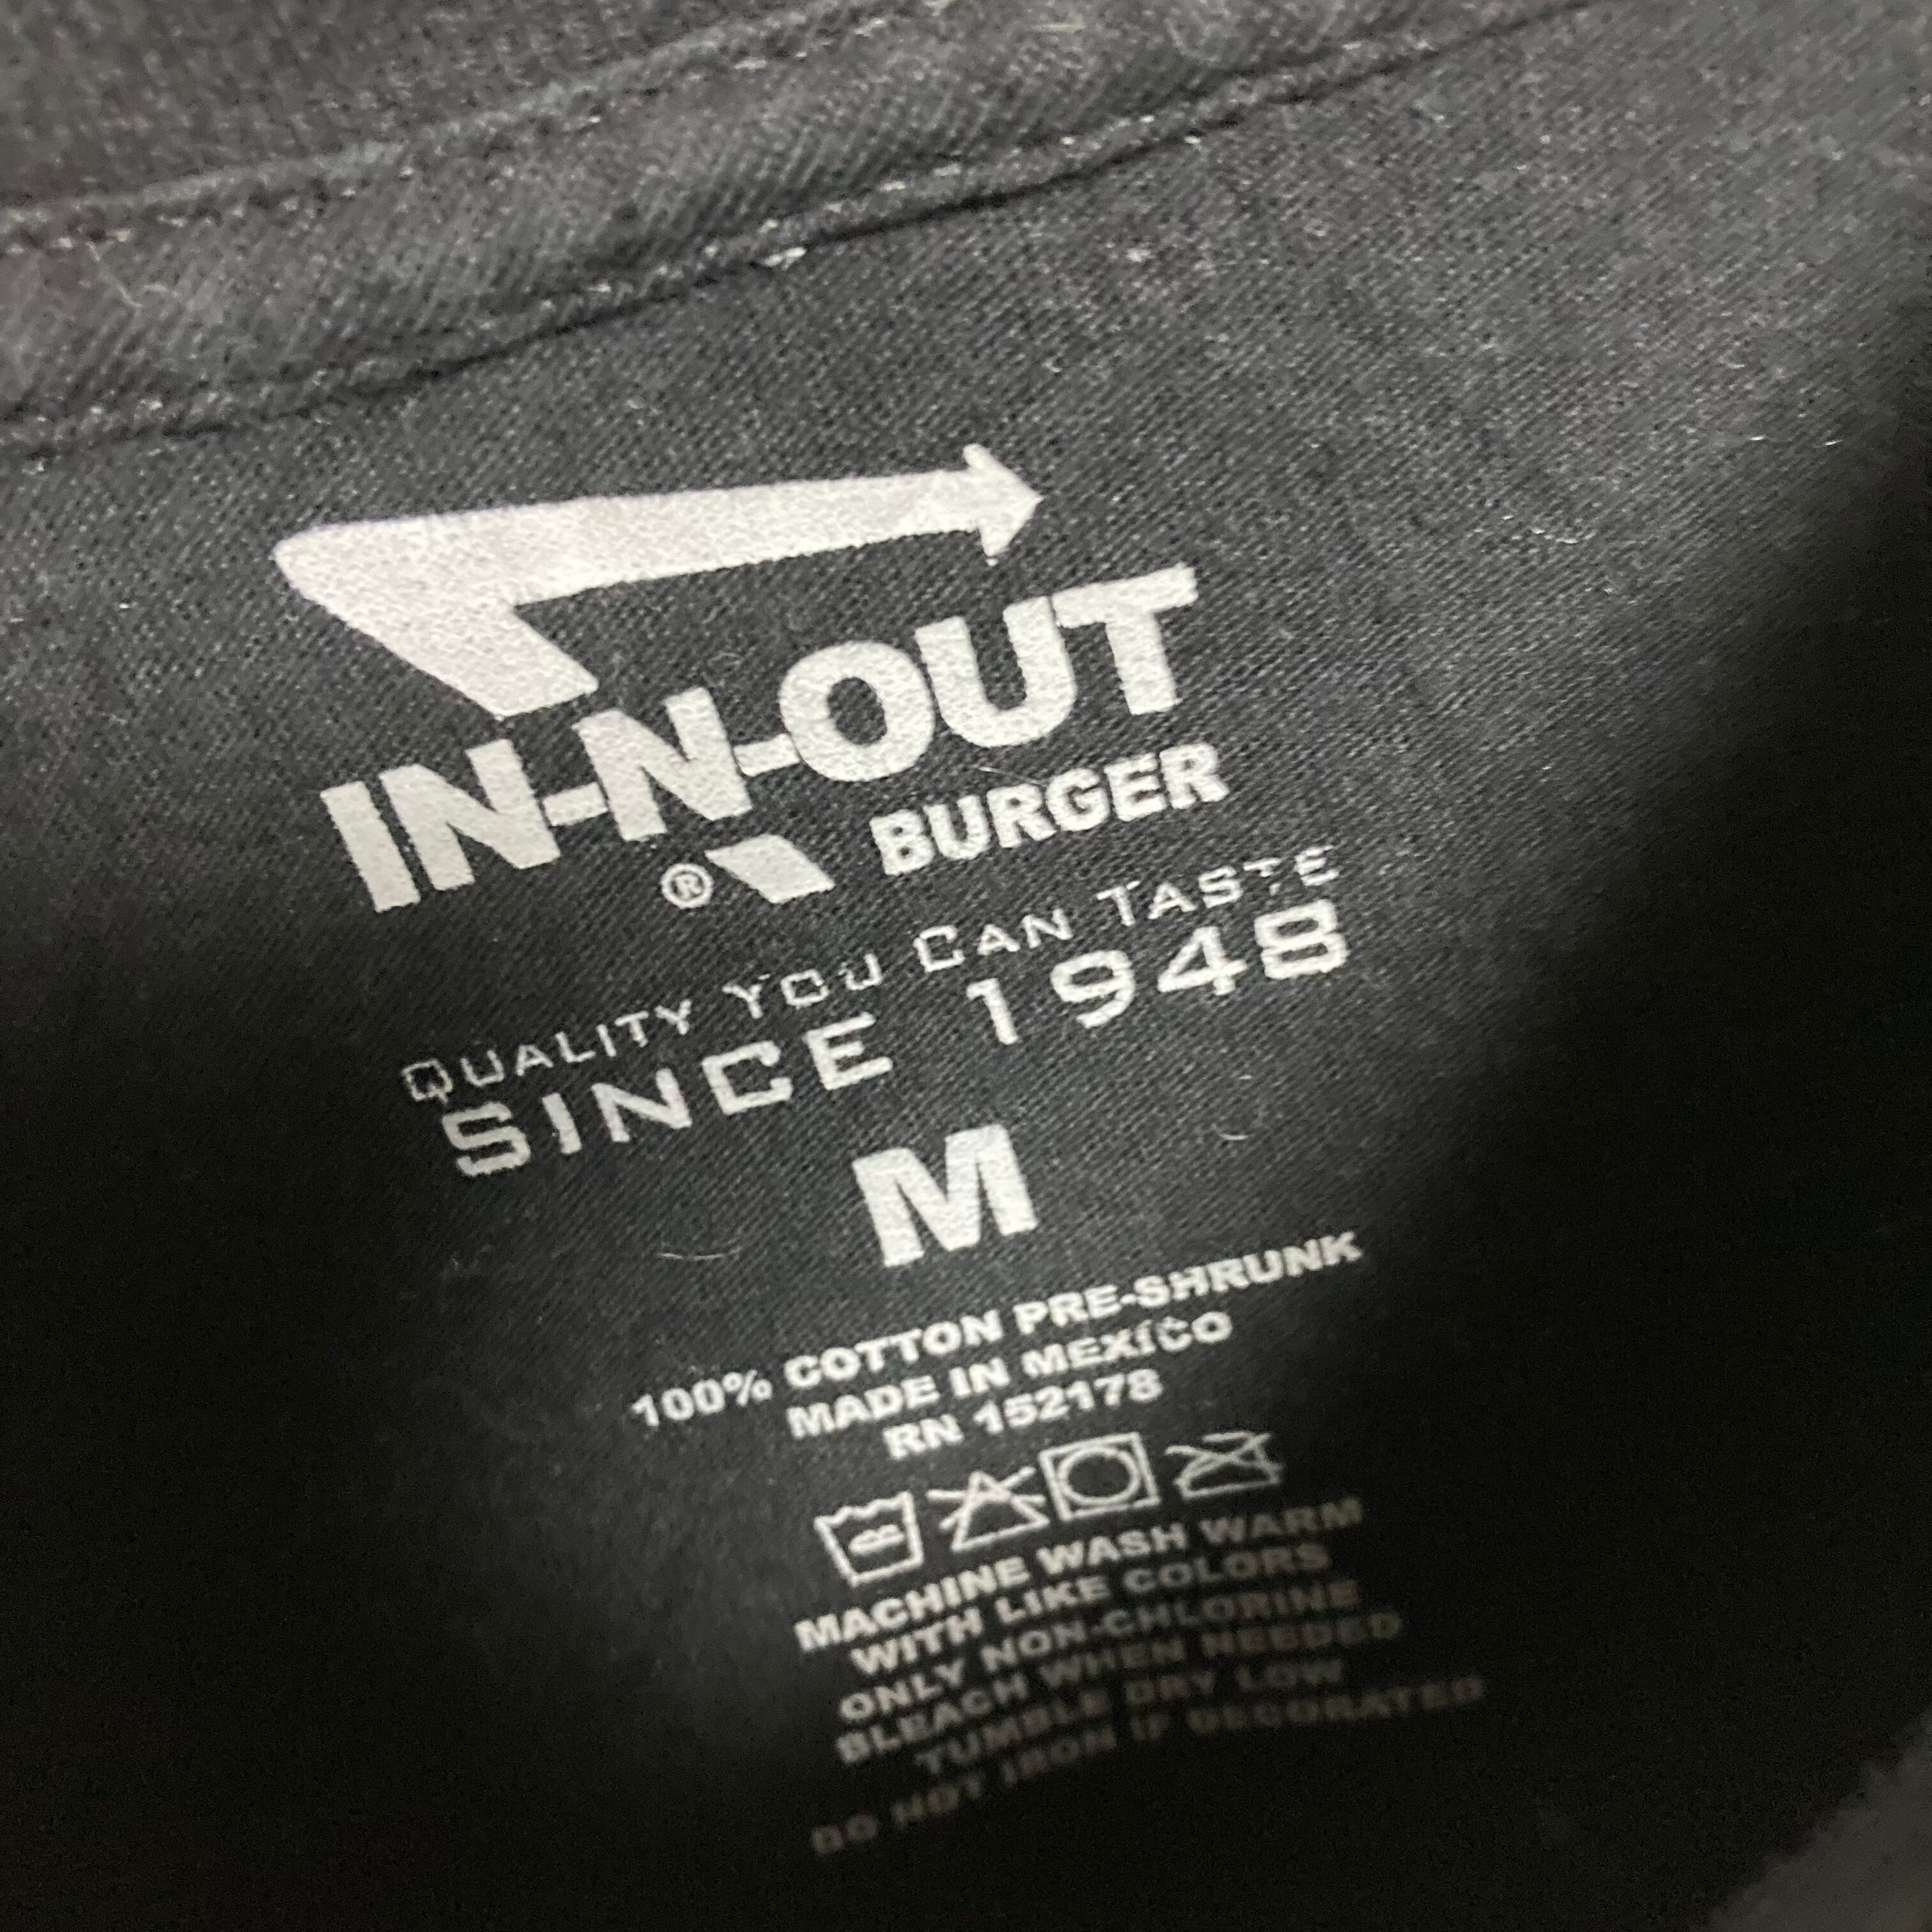 IN-N-OUT
® BURGER
QUALITY YOU CAN TASTE
SINCE 1948
M
100% COTTON PRE-SHRUNK
MADE IN MEXICO
RN 152178
MACHINE WASH WARM
WITH LIKE COLORS
ONLY NON-CHLORINE
BLEACH WHEN NEEDED
TUMBLE DRY LOW
DO NOT IRON IF DECORATED